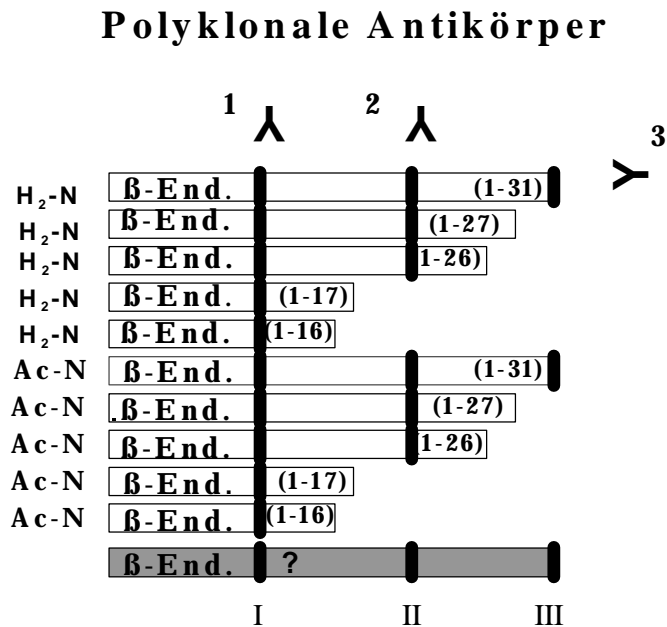 Polyklonale Antikörper
1 2 3
H2-N ß-End. (1-31)
H2-N ß-End. (1-27)
H2-N ß-End. (1-26)
H2-N ß-End. (1-17)
H2-N ß-End. (1-16)
Ac-N ß-End. (1-31)
Ac-N ß-End. (1-27)
Ac-N ß-End. (1-26)
Ac-N ß-End. (1-17)
Ac-N ß-End. (1-16)
ß-End. ?
I II III